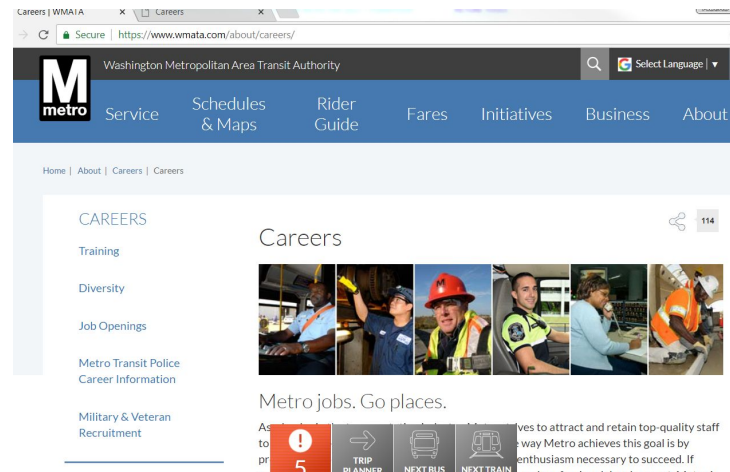 Careers | WMATA
Careers
Secure | https://www.wmata.com/about/careers/
Washington Metropolitan Area Transit Authority
Select Language | ▼
M
metro
Service
Schedules & Maps
Rider Guide
Fares
Initiatives
Business
About
Home | About | Careers | Careers
CAREERS
Training
Diversity
Job Openings
Metro Transit Police
Career Information
Military & Veteran
Recruitment
114
Careers
Metro jobs. Go places.
ves to attract and retain top-quality staff
to
way Metro achieves this goal is by
pr
enthusiasm necessary to succeed. If
!
5
TRIP
PLANNER
NEXT BUS
NEXT TRAIN